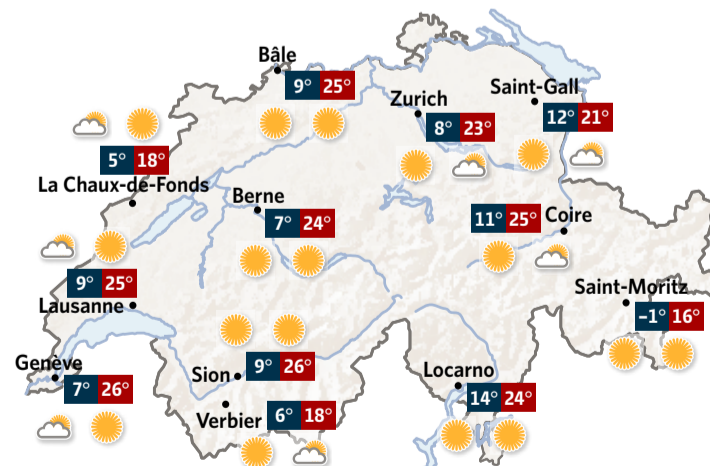 Bâle
9° 25°
Zurich
8° 23°
Saint-Gall
12° 21°
5° 18°
La Chaux-de-Fonds
Berne
7° 24°
11° 25°
Coire
9° 25°
Lausanne
Saint-Moritz
–1° 16°
Genève
7° 26°
Sion
9° 26°
Verbier
6° 18°
Locarno
14° 24°